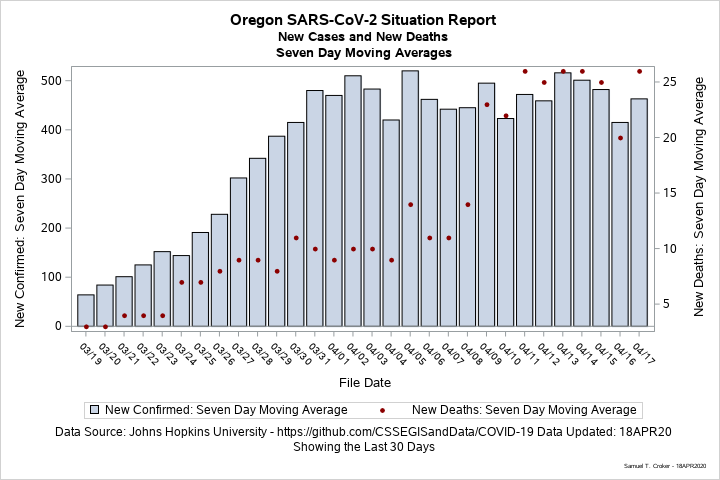 Oregon SARS-CoV-2 Situation Report
New Cases and New Deaths
Seven Day Moving Averages
New Confirmed: Seven Day Moving Average
500
400
300
200
100
0
New Deaths: Seven Day Moving Average
25
20
15
10
5
03/19 03/20 03/21 03/22 03/23 03/24 03/25 03/26 03/27 03/28 03/29 03/30 03/31 04/01 04/02 04/03 04/04 04/05 04/06 04/07 04/08 04/09 04/10 04/11 04/12 04/13 04/14 04/15 04/16 04/17
File Date
New Confirmed: Seven Day Moving Average New Deaths: Seven Day Moving Average
Data Source: Johns Hopkins University - https://github.com/CSSEGISandData/COVID-19 Data Updated: 18APR20
Showing the Last 30 Days
Samuel T. Croker - 18APR2020